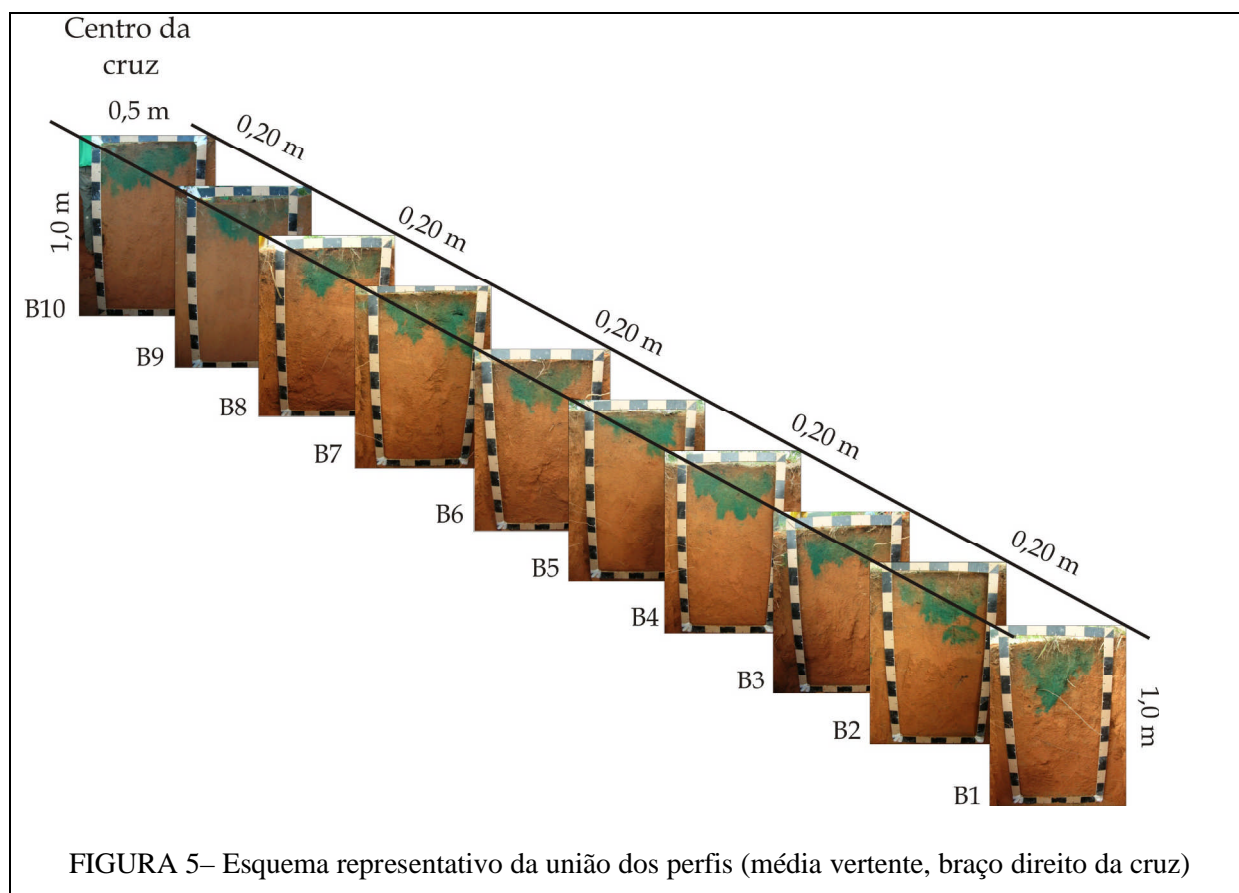 Centro da
cruz
0,5 m
0,20 m
0,20 m
0,20 m
0,20 m
0,20 m
1,0 m
B10
B9
B8
B7
B6
B5
B4
B3
B2
B1
1,0 m
FIGURA 5– Esquema representativo da união dos perfis (média vertente, braço direito da cruz)